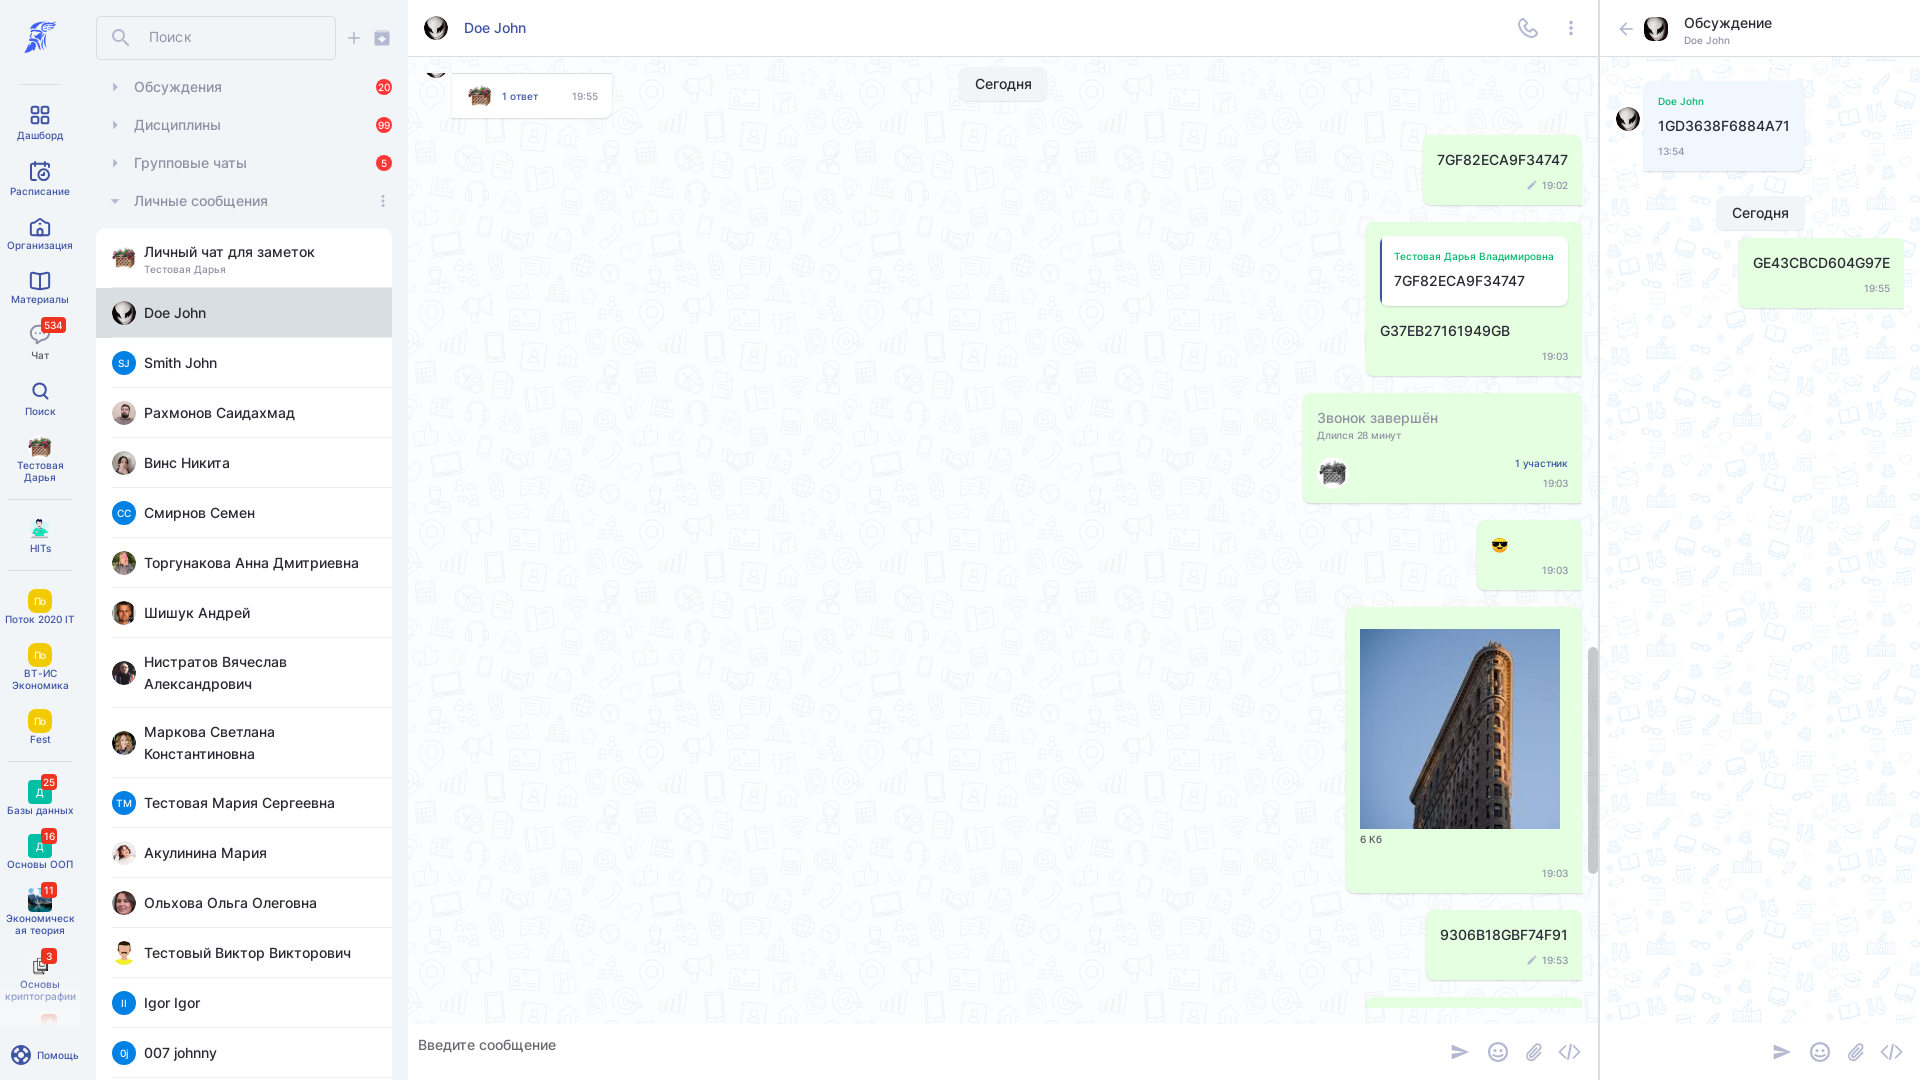 Дашборд
Расписание
Организация
Материалы
534
Чат
Поиск
Тестовая
Дарья
HITs
По
Поток 2020 IT
По
ВТ-ИС
Экономика
По
Fest
25
Д
Базы данных
16
Д
Основы ООП
11
Экономическ
ая теория
3
Основы
криптографии
Помощь
Поиск
Обсуждения
20
Дисциплины
99
Групповые чаты
5
Личные сообщения
Личный чат для заметок
Тестовая Дарья
Doe John
SJ
Smith John
Рахмонов Саидахмад
Винс Никита
СС
Смирнов Семен
Торгунакова Анна Дмитриевна
Шишук Андрей
Нистратов Вячеслав
Александрович
Маркова Светлана
Константиновна
ТМ
Тестовая Мария Сергеевна
Акулинина Мария
Ольхова Ольга Олеговна
Тестовый Виктор Викторович
II
Igor Igor
0j
007 johnny
Doe John
1 ответ
19:55
Сегодня
7GF82ECA9F34747
19:02
Тестовая Дарья Владимировна
7GF82ECA9F34747
G37EB27161949GB
19:03
Звонок завершён
Длился 28 минут
1 участник
19:03
19:03
6 Кб
19:03
9306B18GBF74F91
19:53
Введите сообщение
Обсуждение
Doe John
Doe John
1GD3638F6884A71
13:54
Сегодня
GE43CBCD604G97E
19:55